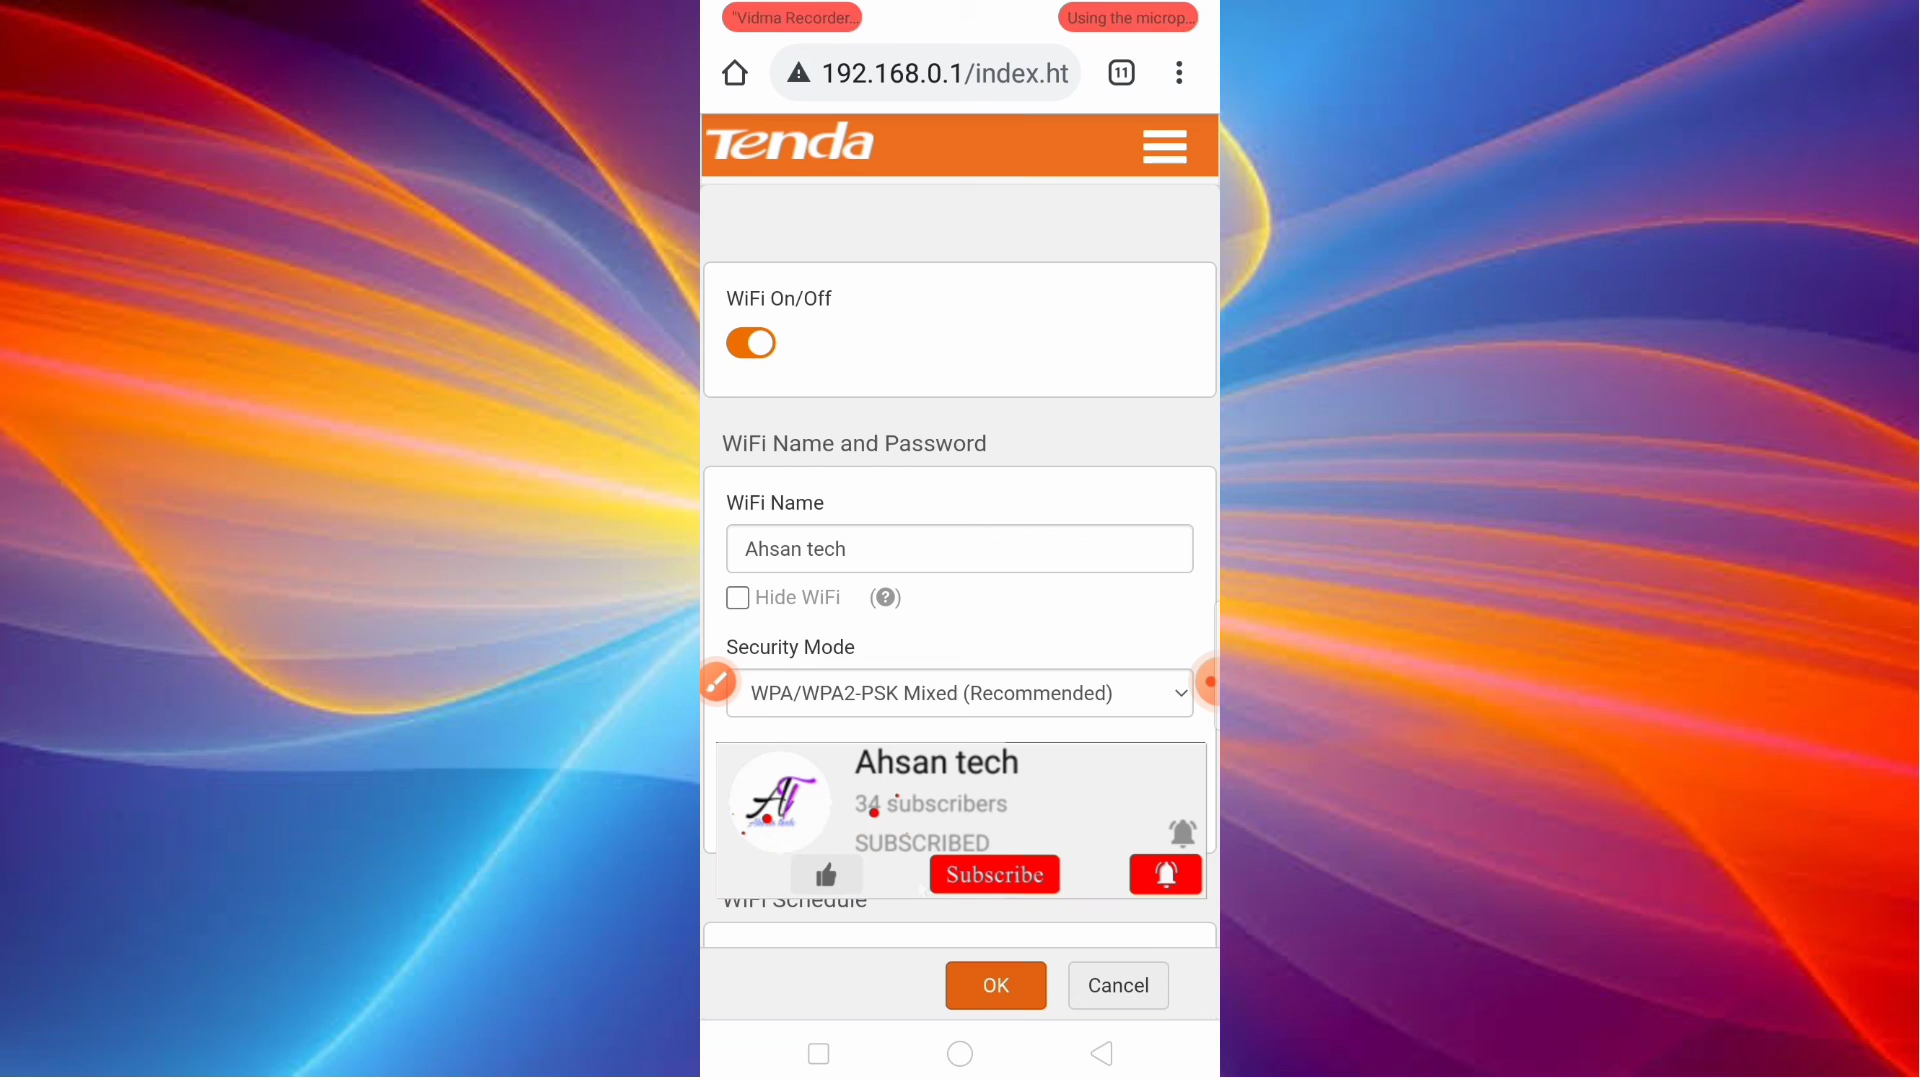 "Vidma Recorder...
Using the microp...
192.168.0.1/index.ht
11
Tenda
WiFi On/Off
WiFi Name and Password
WiFi Name
Ahsan tech
Hide WiFi (?)
Security Mode
WPA/WPA2-PSK Mixed (Recommended)
Ahsan tech
34 subscribers
SUBSCRIBED
Subscribe
WiFi Schedule
OK
Cancel